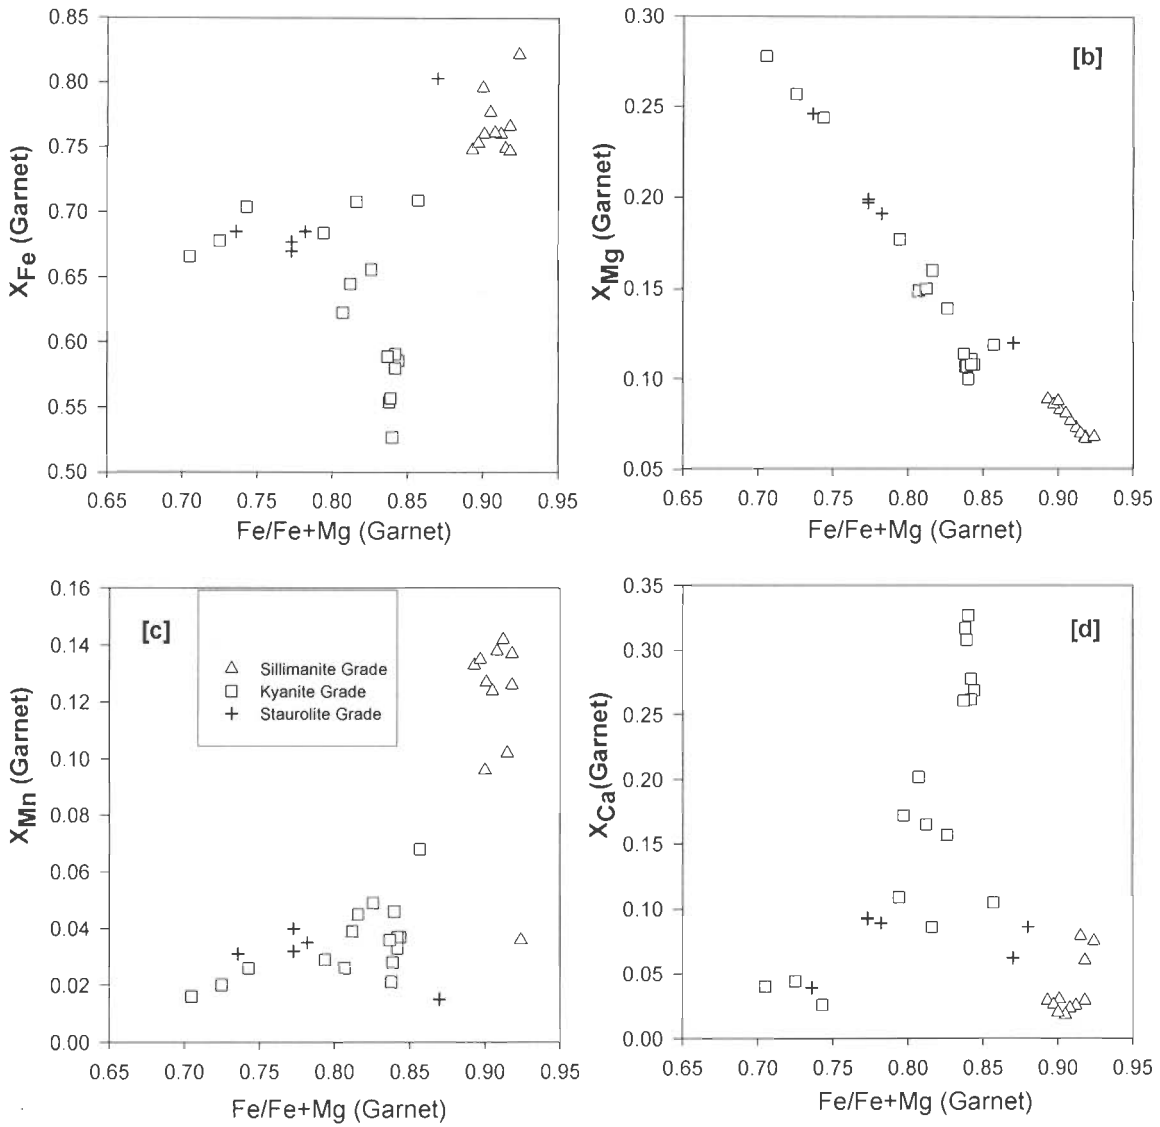 0.85
0.80
0.75
0.70
0.65
0.60
0.55
0.50
XFe (Garnet)
0.65 0.70 0.75 0.80 0.85 0.90 0.95
Fe/Fe+Mg (Garnet)
[b]
0.30
0.25
0.20
0.15
0.10
0.05
XMg (Garnet)
0.65 0.70 0.75 0.80 0.85 0.90 0.95
Fe/Fe+Mg (Garnet)
[c]
0.16
0.14
0.12
0.10
0.08
0.06
0.04
0.02
0.00
XMn (Garnet)
Sillimanite Grade
Kyanite Grade
Staurolite Grade
0.65 0.70 0.75 0.80 0.85 0.90 0.95
Fe/Fe+Mg (Garnet)
[d]
0.35
0.30
0.25
0.20
0.15
0.10
0.05
0.00
XCa(Garnet)
0.65 0.70 0.75 0.80 0.85 0.90 0.95
Fe/Fe+Mg (Garnet)